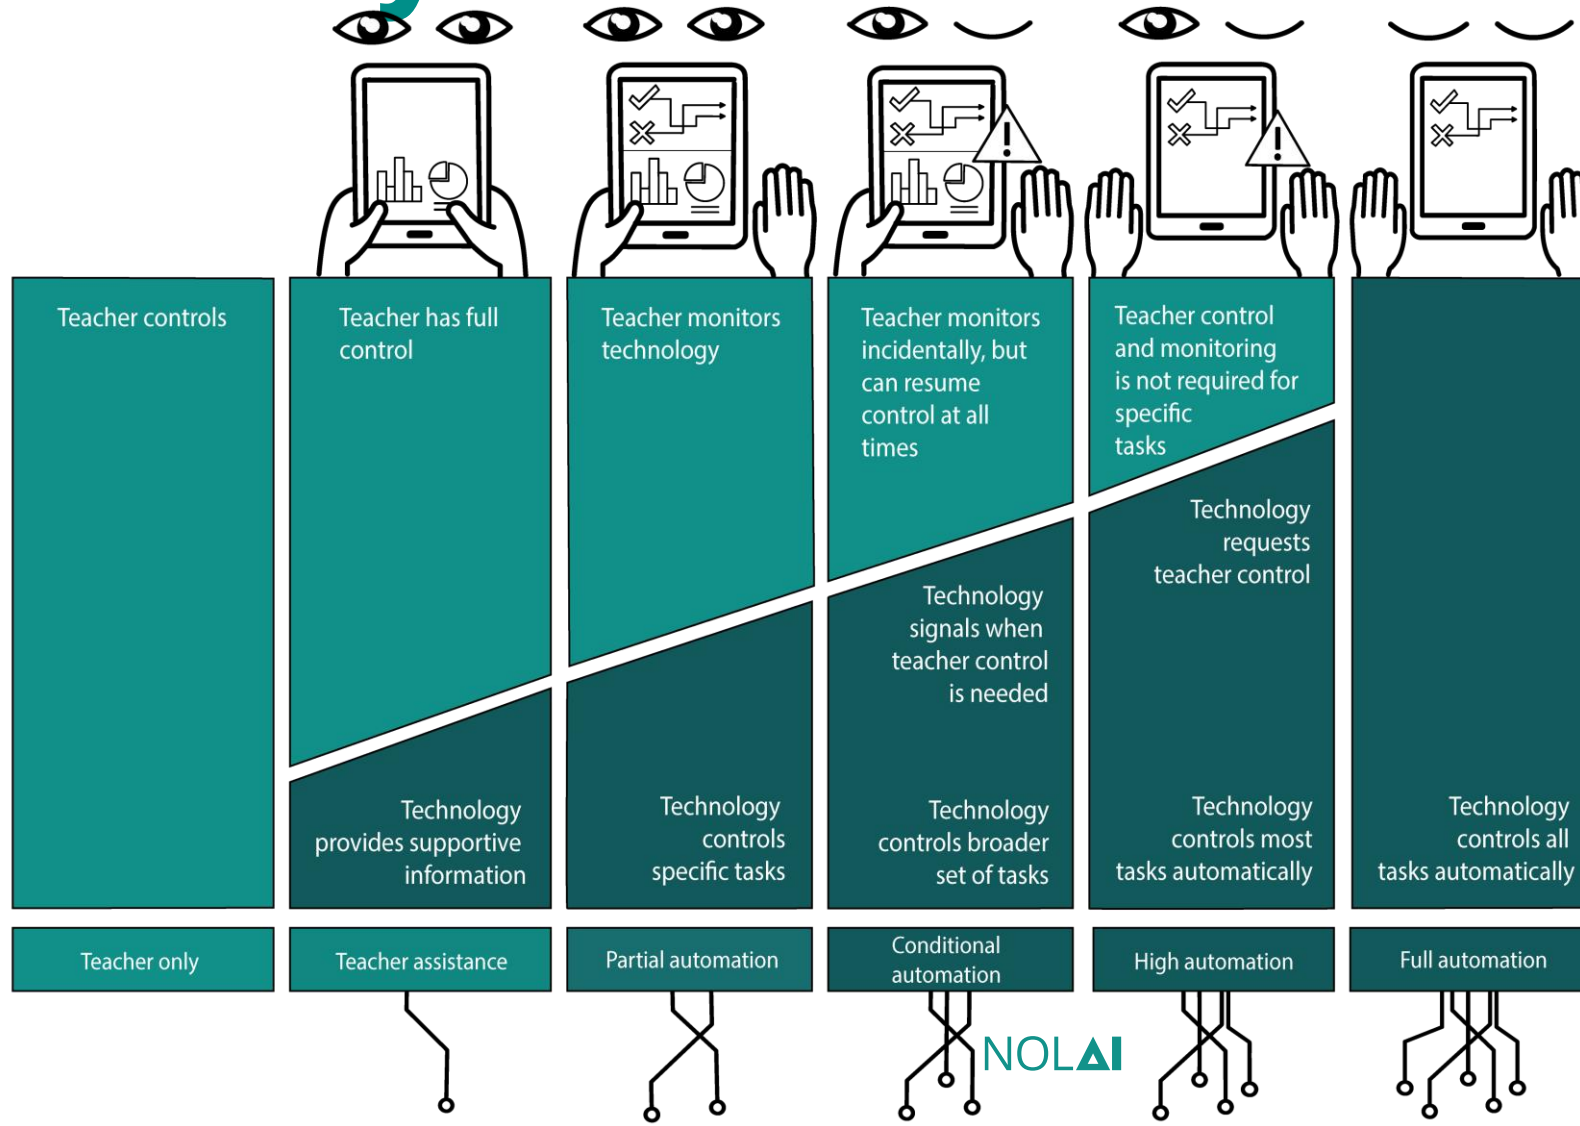 Teacher controls
Teacher has full
control
Teacher monitors
technology
Teacher monitors
incidentally, but
can resume
control at all
times
Teacher control
and monitoring
is not required for
specific
tasks
Technology
requests
teacher control
Technology
signals when
teacher control
is needed
Technology
provides supportive
information
Technology
controls
specific tasks
Technology
controls broader
set of tasks
Technology
controls most
tasks automatically
Technology
controls all
tasks automatically
Teacher only
Teacher assistance
Partial automation
Conditional
automation
High automation
Full automation
NOLAI